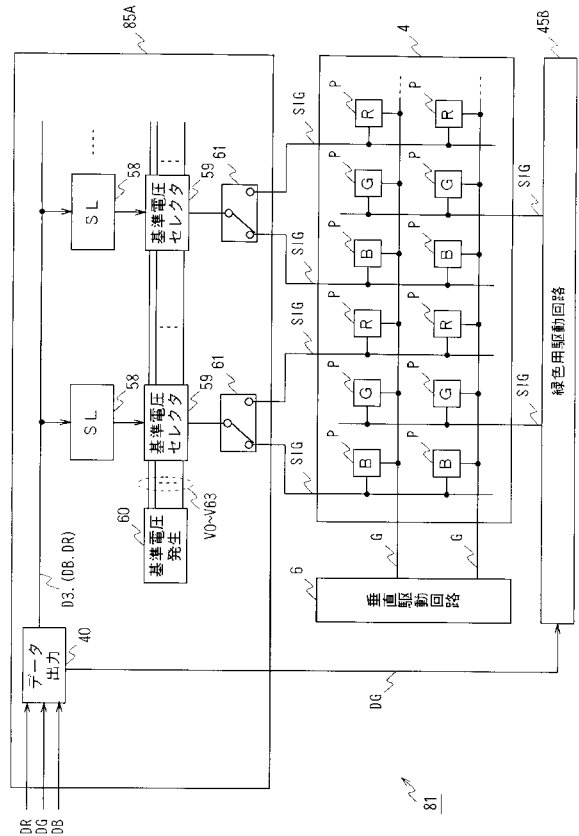 85A
DR
DG
DB
データ
出力
40
D3.(DB.DR)
SL
58
SL
58
60
基準電圧
発生
V0~V63
基準電圧
セレクタ
59
基準電圧
セレクタ
59
61
61
SIG
SIG
SIG
SIG
4
P
B
P
G
P
R
P
B
P
G
P
R
P
B
P
G
P
R
P
B
P
G
P
R
6
垂直駆動回路
G
G
SIG
SIG
DG
緑色用駆動回路
45B
81